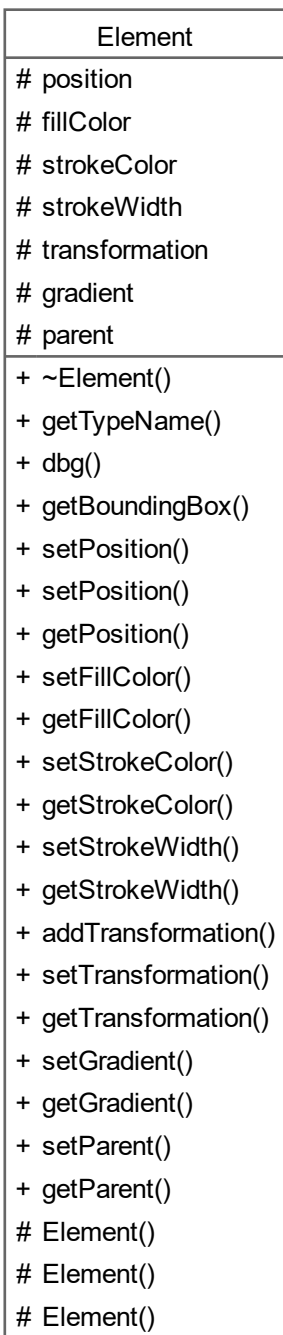 Element
# position
# fillColor
# strokeColor
# strokeWidth
# transformation
# gradient
# parent
+ ~Element()
+ getTypeName()
+ dbg()
+ getBoundingBox()
+ setPosition()
+ setPosition()
+ getPosition()
+ setFillColor()
+ getFillColor()
+ setStrokeColor()
+ getStrokeColor()
+ setStrokeWidth()
+ getStrokeWidth()
+ addTransformation()
+ setTransformation()
+ getTransformation()
+ setGradient()
+ getGradient()
+ setParent()
+ getParent()
# Element()
# Element()
# Element()